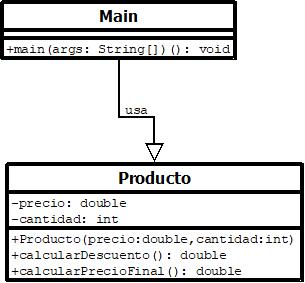 Main
+main(args: String[])(): void
usa
Producto
-precio: double
-cantidad: int
+Producto(precio:double,cantidad:int)
+calcularDescuento(): double
+calcularPrecioFinal(): double